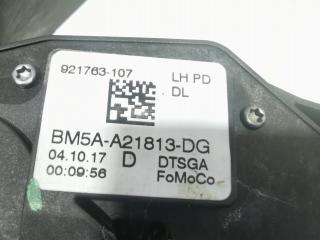 921763-107 LH PD
. DL
BM5A-A21813-DG
04.10.17 D DTSGA
00:09:56 FoMoCo